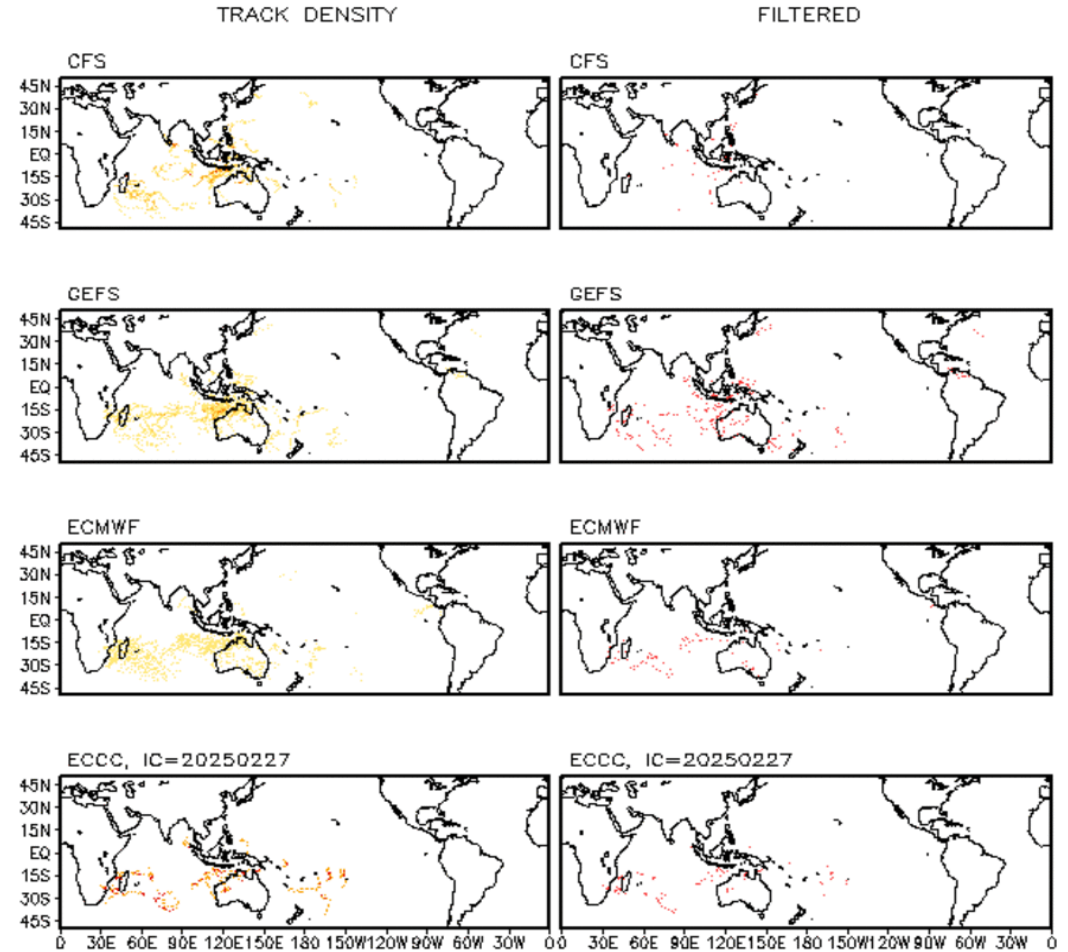 TRACK DENSITY FILTERED
CFS CFS
45N
30N
15N
EQ
15S
30S
45S
GEFS GEFS
45N
30N
15N
EQ
15S
30S
45S
ECMWF ECMWF
45N
30N
15N
EQ
15S
30S
45S
ECCC, IC=20250227 ECCC, IC=20250227
45N
30N
15N
EQ
15S
30S
45S
0 30E 60E 90E 120E 150E 150W 120W 90W 60W 30W 0 0 30E 60E 90E 120E 150E 180 150W 120W 90W 60W 30W 0